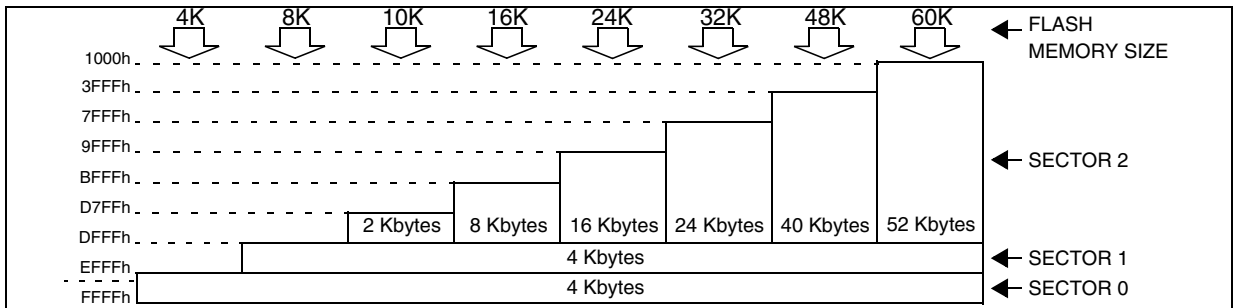 4K 8K 10K 16K 24K 32K 48K 60K
FLASH
MEMORY SIZE
1000h
3FFFh
7FFFh
9FFFh
SECTOR 2
BFFFh
D7FFh
2 Kbytes 8 Kbytes 16 Kbytes 24 Kbytes 40 Kbytes 52 Kbytes
DFFFh
4 Kbytes
SECTOR 1
EFFFh
4 Kbytes
SECTOR 0
FFFFh